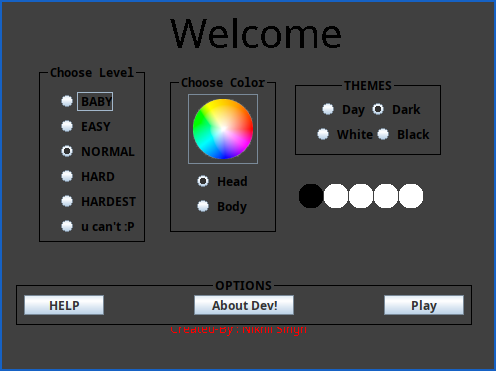 Welcome
Choose Level
BABY
EASY
NORMAL
HARD
HARDEST
u can't :P
Choose Color
Head
Body
THEMES
Day Dark
White Black
OPTIONS
HELP About Dev! Play